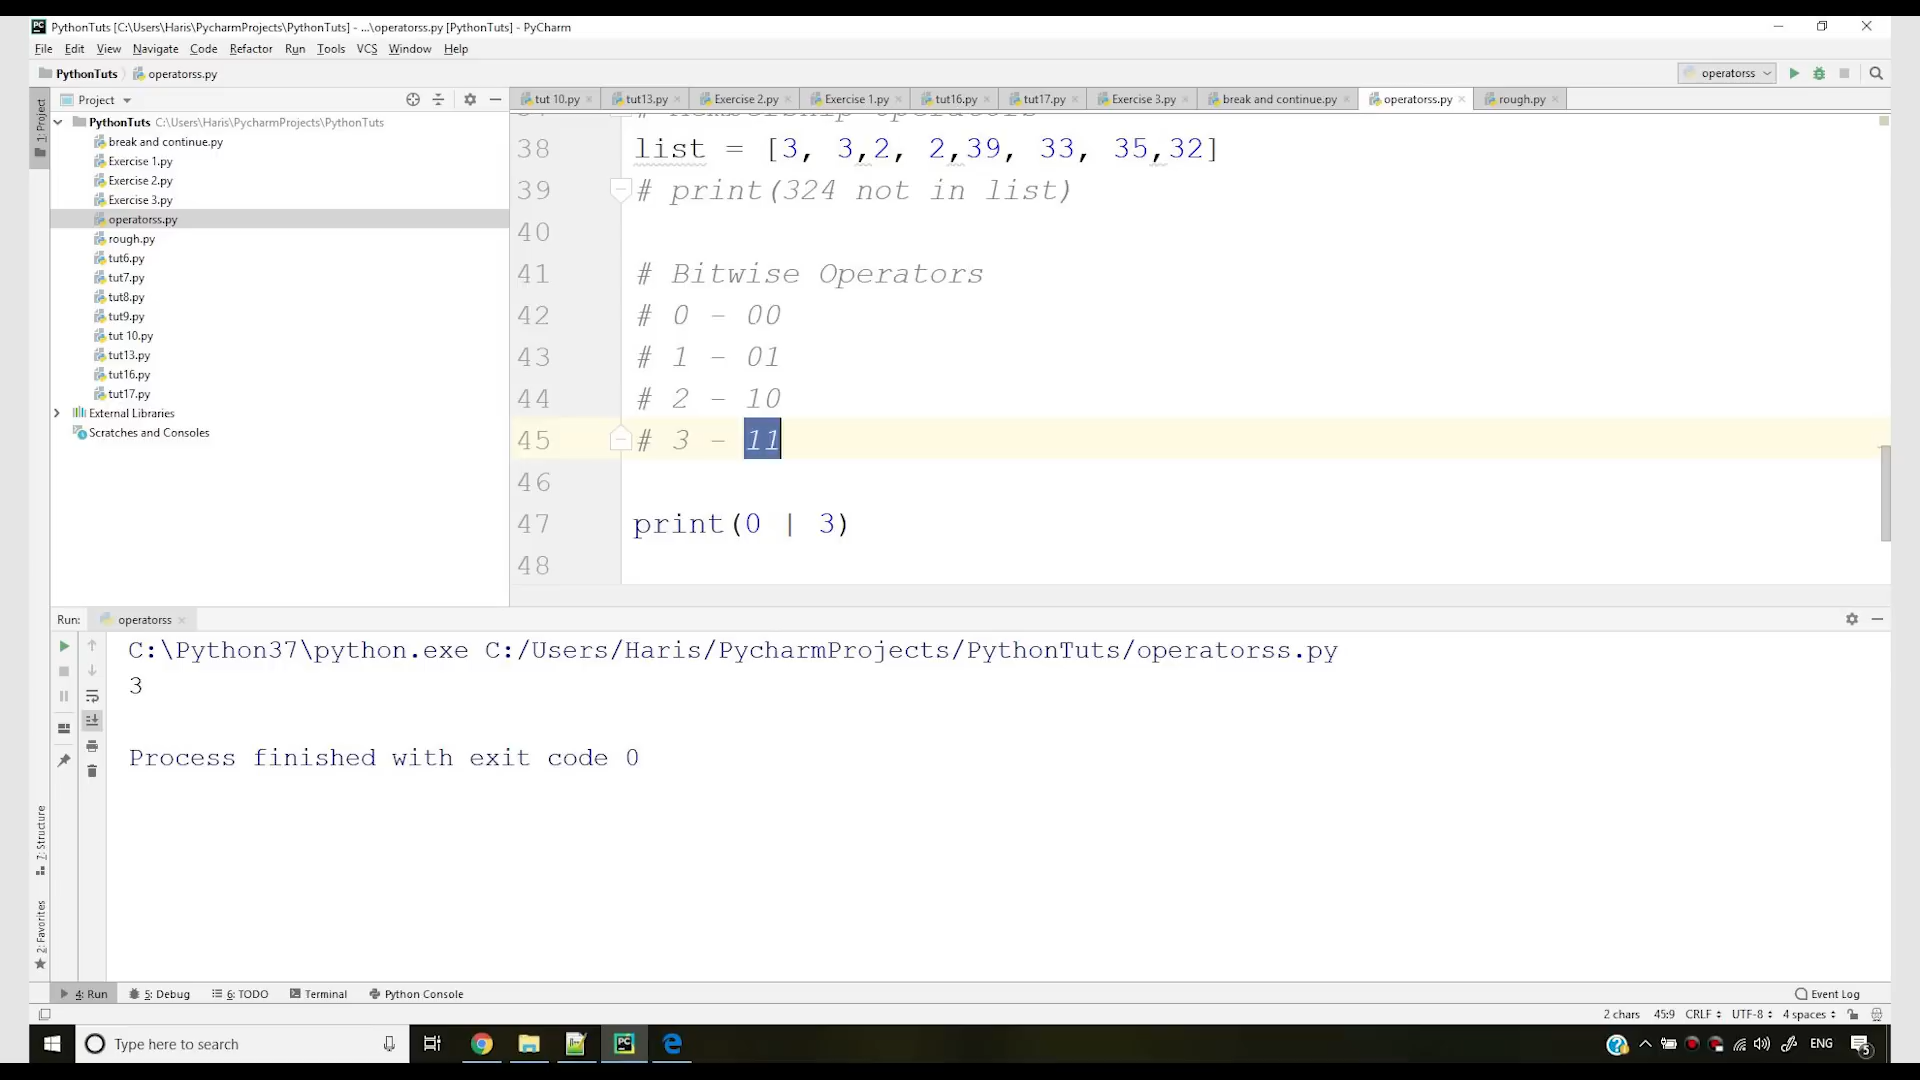 PythonTuts [C:\Users\Haris\PycharmProjects\PythonTuts] - ...\operatorss.py [PythonTuts] - PyCharm
File Edit View Navigate Code Refactor Run Tools VCS Window Help
PythonTuts operatorss.py operatorss
1: Project
Project
tut 10.py tut13.py Exercise 2.py Exercise 1.py tut16.py tut17.py Exercise 3.py break and continue.py operatorss.py rough.py
PythonTuts C:\Users\Haris\PycharmProjects\PythonTuts
break and continue.py
Exercise 1.py
Exercise 2.py
Exercise 3.py
operatorss.py
rough.py
tut6.py
tut7.py
tut8.py
tut9.py
tut 10.py
tut13.py
tut16.py
tut17.py
External Libraries
Scratches and Consoles
# Membership operators
38 list = [3, 3,2, 2,39, 33, 35,32]
39 # print(324 not in list)
40
41 # Bitwise Operators
42 # 0 - 00
43 # 1 - 01
44 # 2 - 10
45 # 3 - 11
46
47 print(0 | 3)
48
Run: operatorss
C:\Python37\python.exe C:/Users/Haris/PycharmProjects/PythonTuts/operatorss.py
3
Process finished with exit code 0
7: Structure
2: Favorites
4: Run 5: Debug 6: TODO Terminal Python Console Event Log
2 chars 45:9 CRLF UTF-8 4 spaces
Type here to search ENG 5